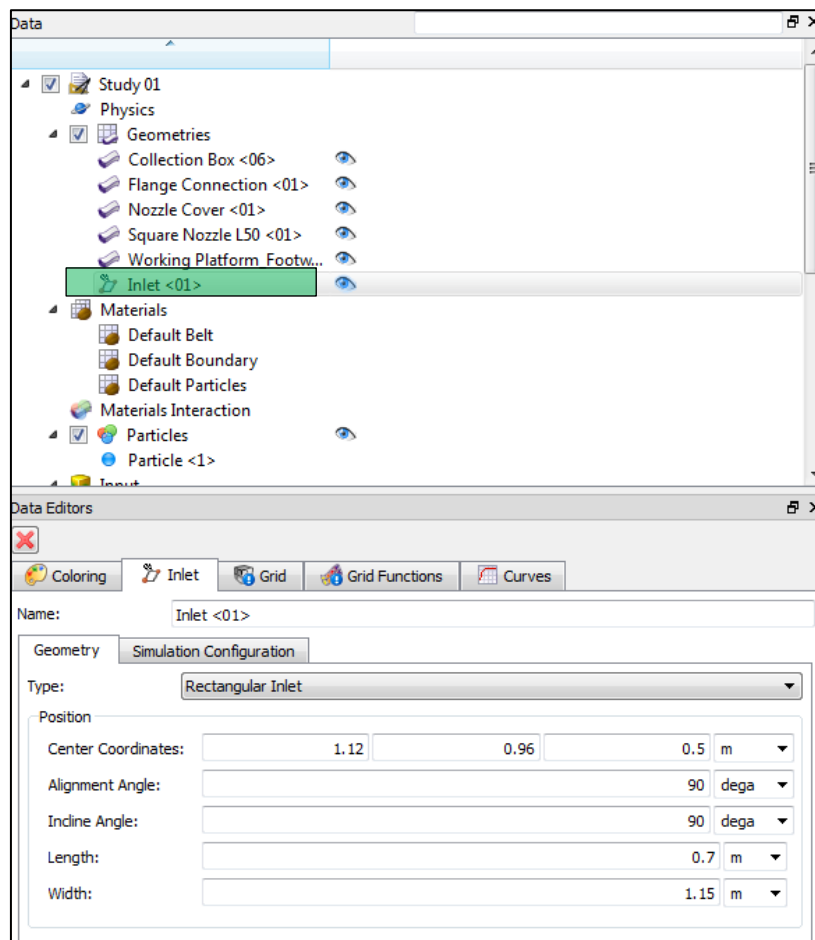 Data
Study 01
Physics
Geometries
Collection Box <06>
Flange Connection <01>
Nozzle Cover <01>
Square Nozzle L50 <01>
Working Platform_Footw...
Inlet <01>
Materials
Default Belt
Default Boundary
Default Particles
Materials Interaction
Particles
Particle <1>
Input
Data Editors
Coloring Inlet Grid Grid Functions Curves
Name: Inlet <01>
Geometry Simulation Configuration
Type: Rectangular Inlet
Position
Center Coordinates: 1.12 0.96 0.5 m
Alignment Angle: 90 dega
Incline Angle: 90 dega
Length: 0.7 m
Width: 1.15 m